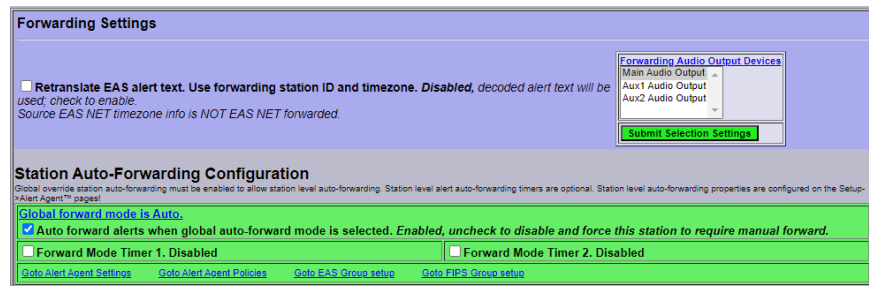 Forwarding Settings
Retranslate EAS alert text. Use forwarding station ID and timezone. Disabled, decoded alert text will be
used; check to enable.
Source EAS NET timezone info is NOT EAS NET forwarded.
Forwarding Audio Output Devices
Main Audio Output
Aux1 Audio Output
Aux2 Audio Output
Submit Selection Settings
Station Auto-Forwarding Configuration
Global override station auto-forwarding must be enabled to allow station level auto-forwarding. Station level alert auto-forwarding timers are optional. Station level auto-forwarding properties are configured on the Setup-
>Alert Agent™ pages!
Global forward mode is Auto.
Auto forward alerts when global auto-forward mode is selected. Enabled, uncheck to disable and force this station to require manual forward.
Forward Mode Timer 1. Disabled
Forward Mode Timer 2. Disabled
Goto Alert Agent Settings Goto Alert Agent Policies Goto EAS Group setup Goto FIPS Group setup